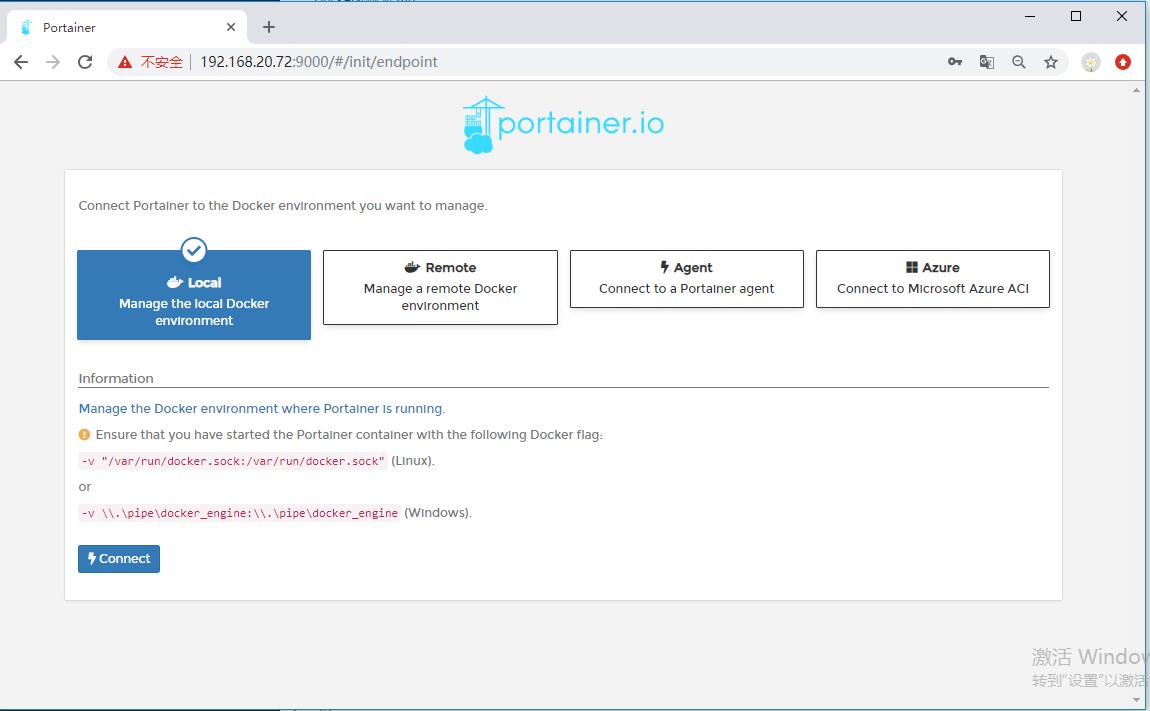 Portainer
不安全
192.168.20.72:9000/#/init/endpoint
portainer.io
Connect Portainer to the Docker environment you want to manage.
Local
Manage the local Docker
environment
Remote
Manage a remote Docker
environment
Agent
Connect to a Portainer agent
Azure
Connect to Microsoft Azure ACI
Information
Manage the Docker environment where Portainer is running.
Ensure that you have started the Portainer container with the following Docker flag:
-v "/var/run/docker.sock:/var/run/docker.sock" (Linux).
or
-v \\.\pipe\docker_engine:\\.\pipe\docker_engine (Windows).
Connect
激活 Window
转到"设置"以激活